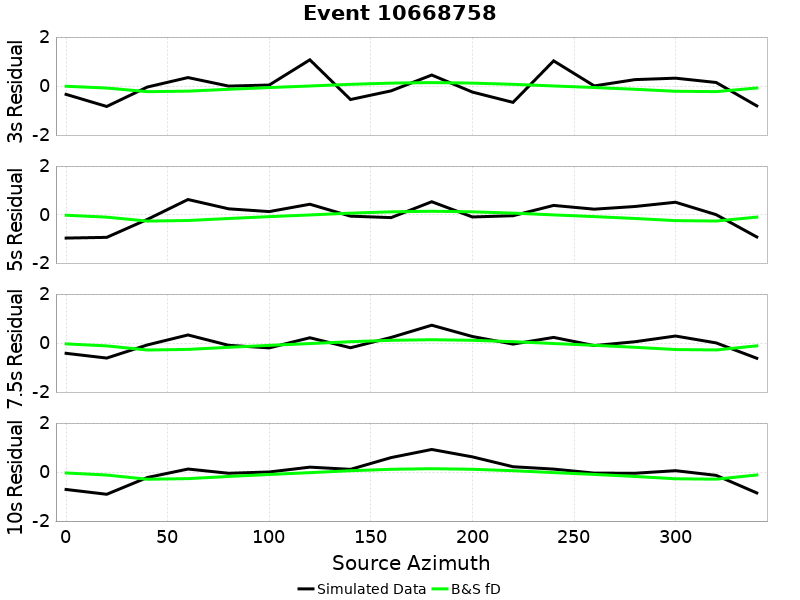 Event 10668758
3s Residual
2
0
-2
5s Residual
2
0
-2
7.5s Residual
2
0
-2
10s Residual
2
0
-2
0 50 100 150 200 250 300
Source Azimuth
Simulated Data B&S fD